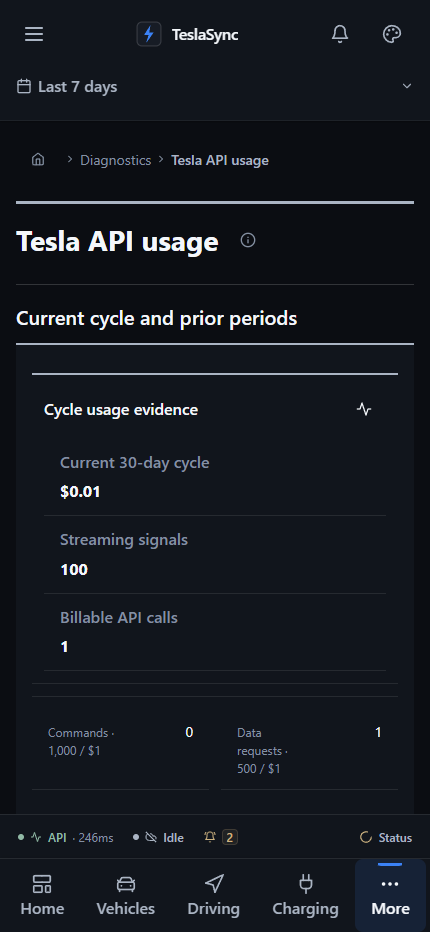 TeslaSync
Last 7 days
Diagnostics
Tesla API usage
Tesla API usage
Current cycle and prior periods
Cycle usage evidence
Current 30-day cycle
$0.01
Streaming signals
100
Billable API calls
1
Commands ·
1,000 / $1
0
Data
requests ·
500 / $1
1
API · 246ms
Idle
2
Status
Home
Vehicles
Driving
Charging
More